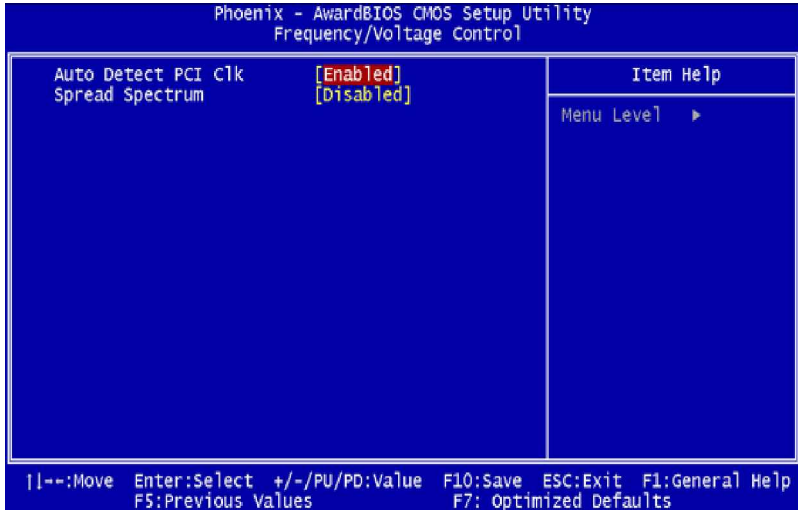 Phoenix - AwardBIOS CMOS Setup Utility
Frequency/Voltage Control
Auto Detect PCI Clk [Enabled]
Spread Spectrum [Disabled]
Item Help
Menu Level ►
↑↓→←:Move Enter:Select +/-/PU/PD:Value F10:Save ESC:Exit F1:General Help
F5:Previous Values F7: Optimized Defaults